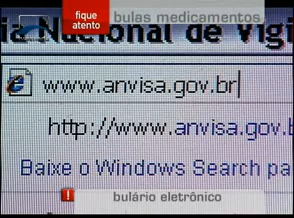 fique
atento
bulas medicamentos
ia Nacional de Vigi
www.anvisa.gov.br
http://www.anvisa.gov.b
Baixe o Windows Search pa
bulário eletrônico